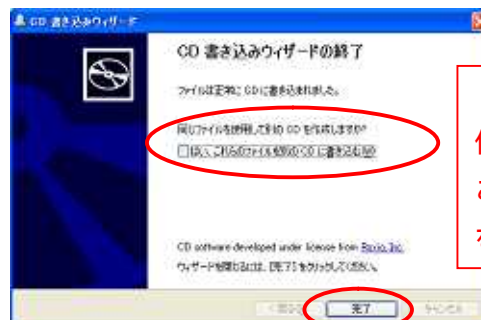 CD 書き込みウィザード
CD 書き込みウィザードの終了
ファイルは正常に CD に書き込まれました。
同じファイルを使用して別の CD を作成しますか?
はい、これらのファイルを別の CD に書き込む(W)
CD software developed under license from Roxio, Inc.
ウィザードを閉じるには、[完了] をクリックしてください。
完了
キャンセル